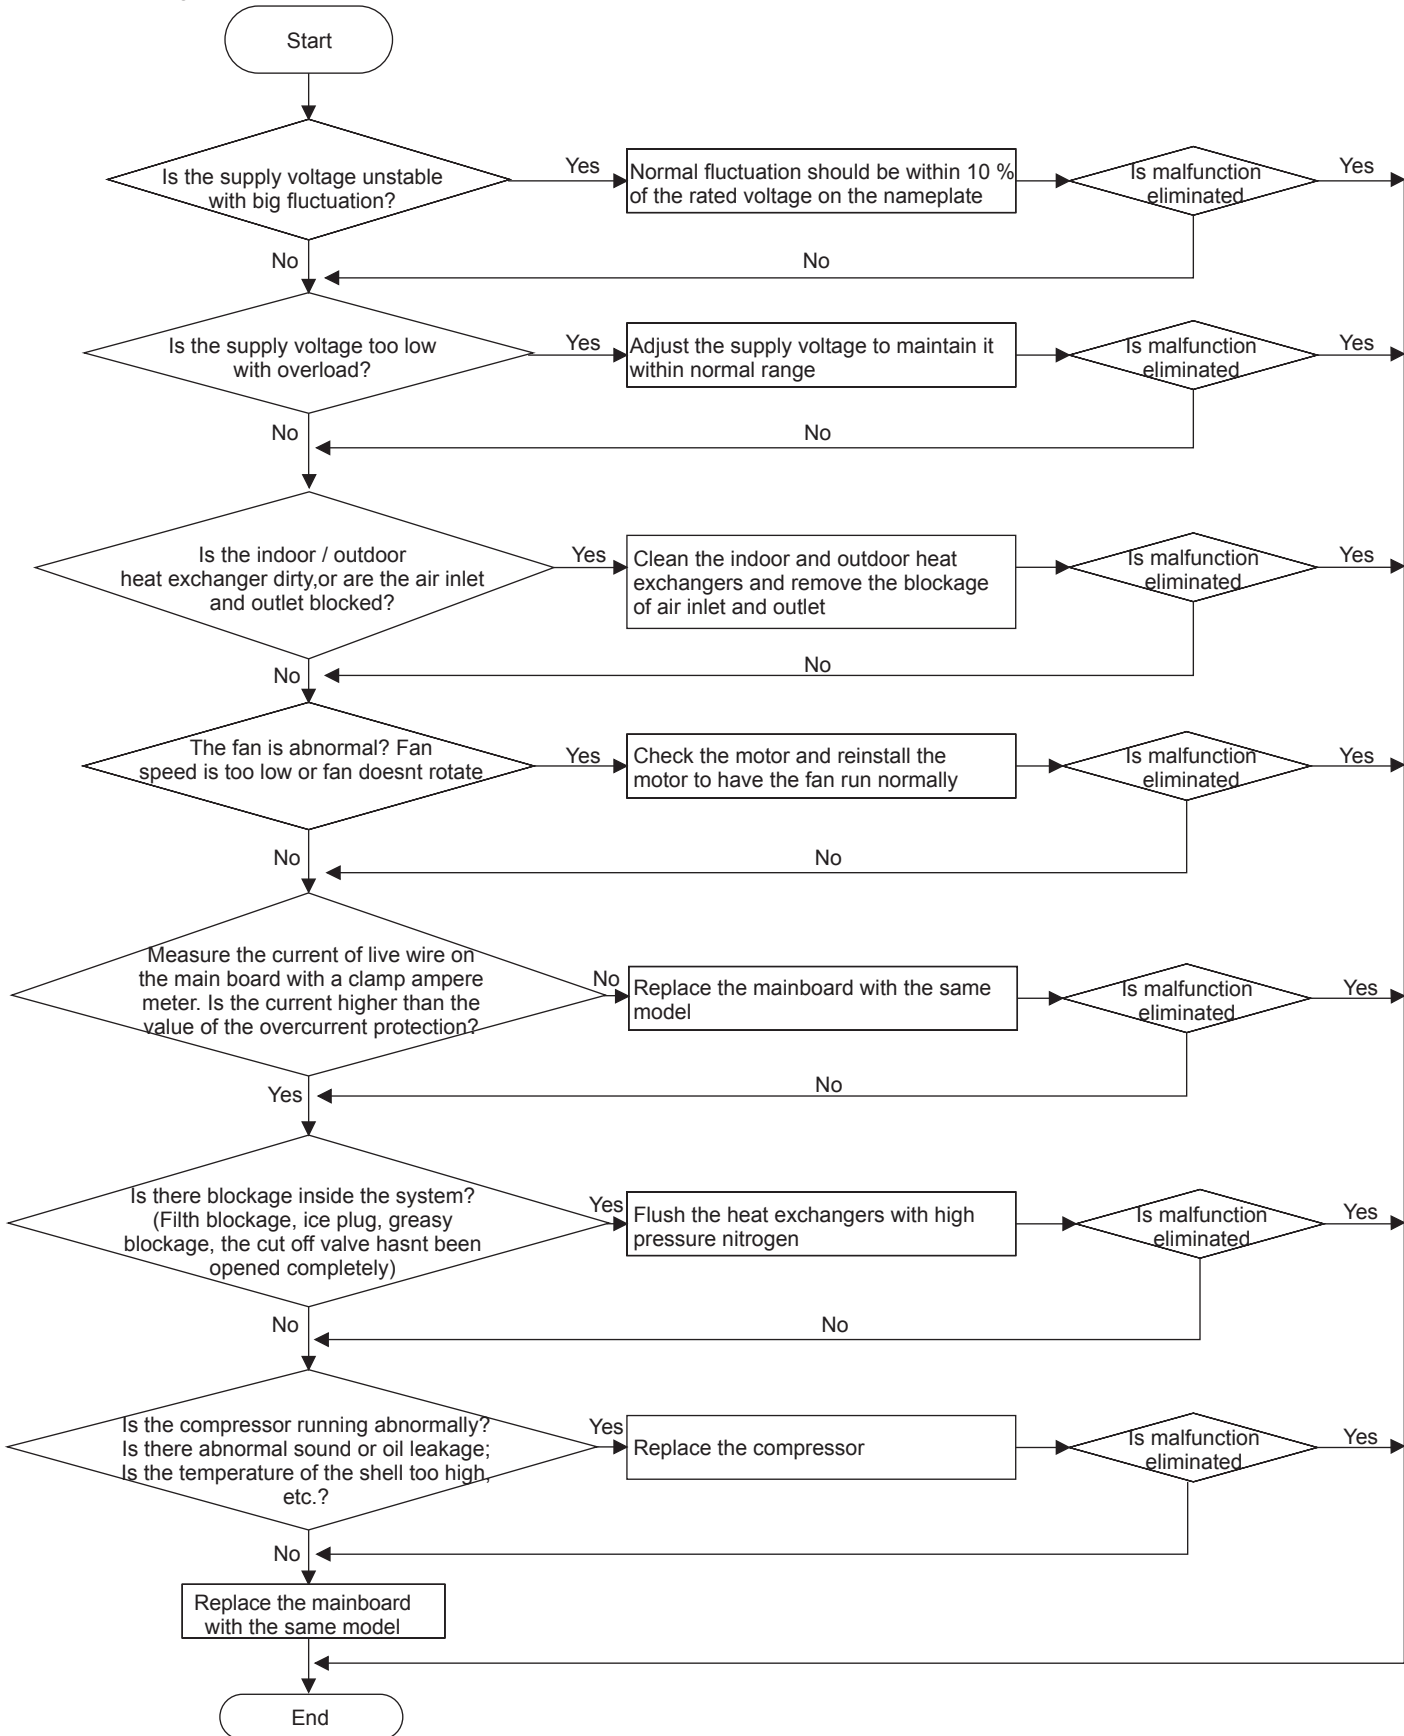 Start
Is the supply voltage unstable
with big fluctuation?
Yes
Normal fluctuation should be within 10 %
of the rated voltage on the nameplate
Is malfunction
eliminated
Yes
No
No
Is the supply voltage too low
with overload?
Yes
Adjust the supply voltage to maintain it
within normal range
Is malfunction
eliminated
Yes
No
No
Is the indoor / outdoor
heat exchanger dirty,or are the air inlet
and outlet blocked?
Yes
Clean the indoor and outdoor heat
exchangers and remove the blockage
of air inlet and outlet
Is malfunction
eliminated
Yes
No
No
The fan is abnormal? Fan
speed is too low or fan doesnt rotate
Yes
Check the motor and reinstall the
motor to have the fan run normally
Is malfunction
eliminated
Yes
No
No
Measure the current of live wire on
the main board with a clamp ampere
meter. Is the current higher than the
value of the overcurrent protection?
No
Replace the mainboard with the same
model
Is malfunction
eliminated
Yes
Yes
No
Is there blockage inside the system?
(Filth blockage, ice plug, greasy
blockage, the cut off valve hasnt been
opened completely)
Yes
Flush the heat exchangers with high
pressure nitrogen
Is malfunction
eliminated
Yes
No
No
Is the compressor running abnormally?
Is there abnormal sound or oil leakage;
Is the temperature of the shell too high,
etc.?
Yes
Replace the compressor
Is malfunction
eliminated
Yes
No
Replace the mainboard
with the same model
End